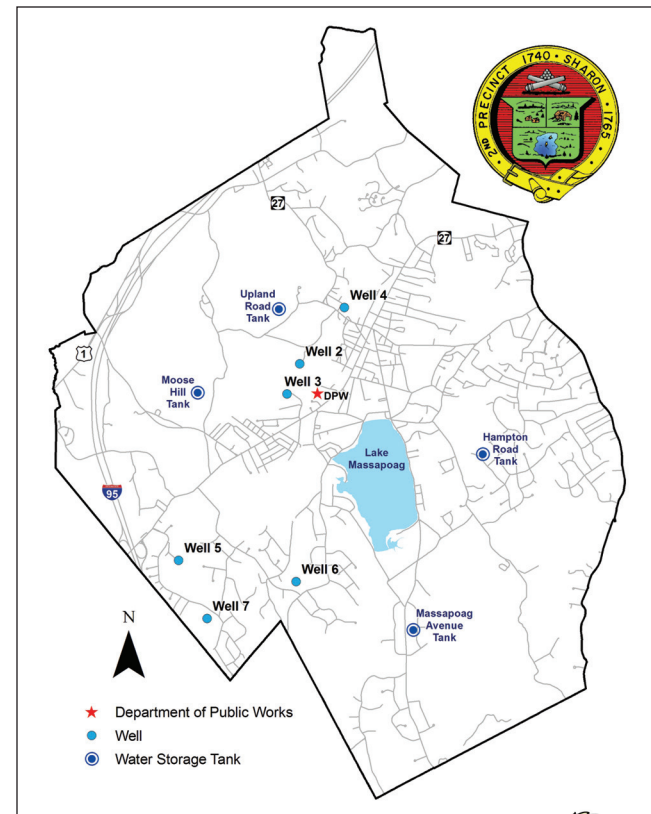 2ND PRECINCT 1740 · SHARON · 1765 ·
27
27
Upland
Road
Tank
Well 4
1
Well 2
Moose
Hill
Tank
Well 3
DPW
Lake
Massapoag
Hampton
Road
Tank
95
Well 5
Well 6
Well 7
Massapoag
Avenue
Tank
N
Department of Public Works
Well
Water Storage Tank